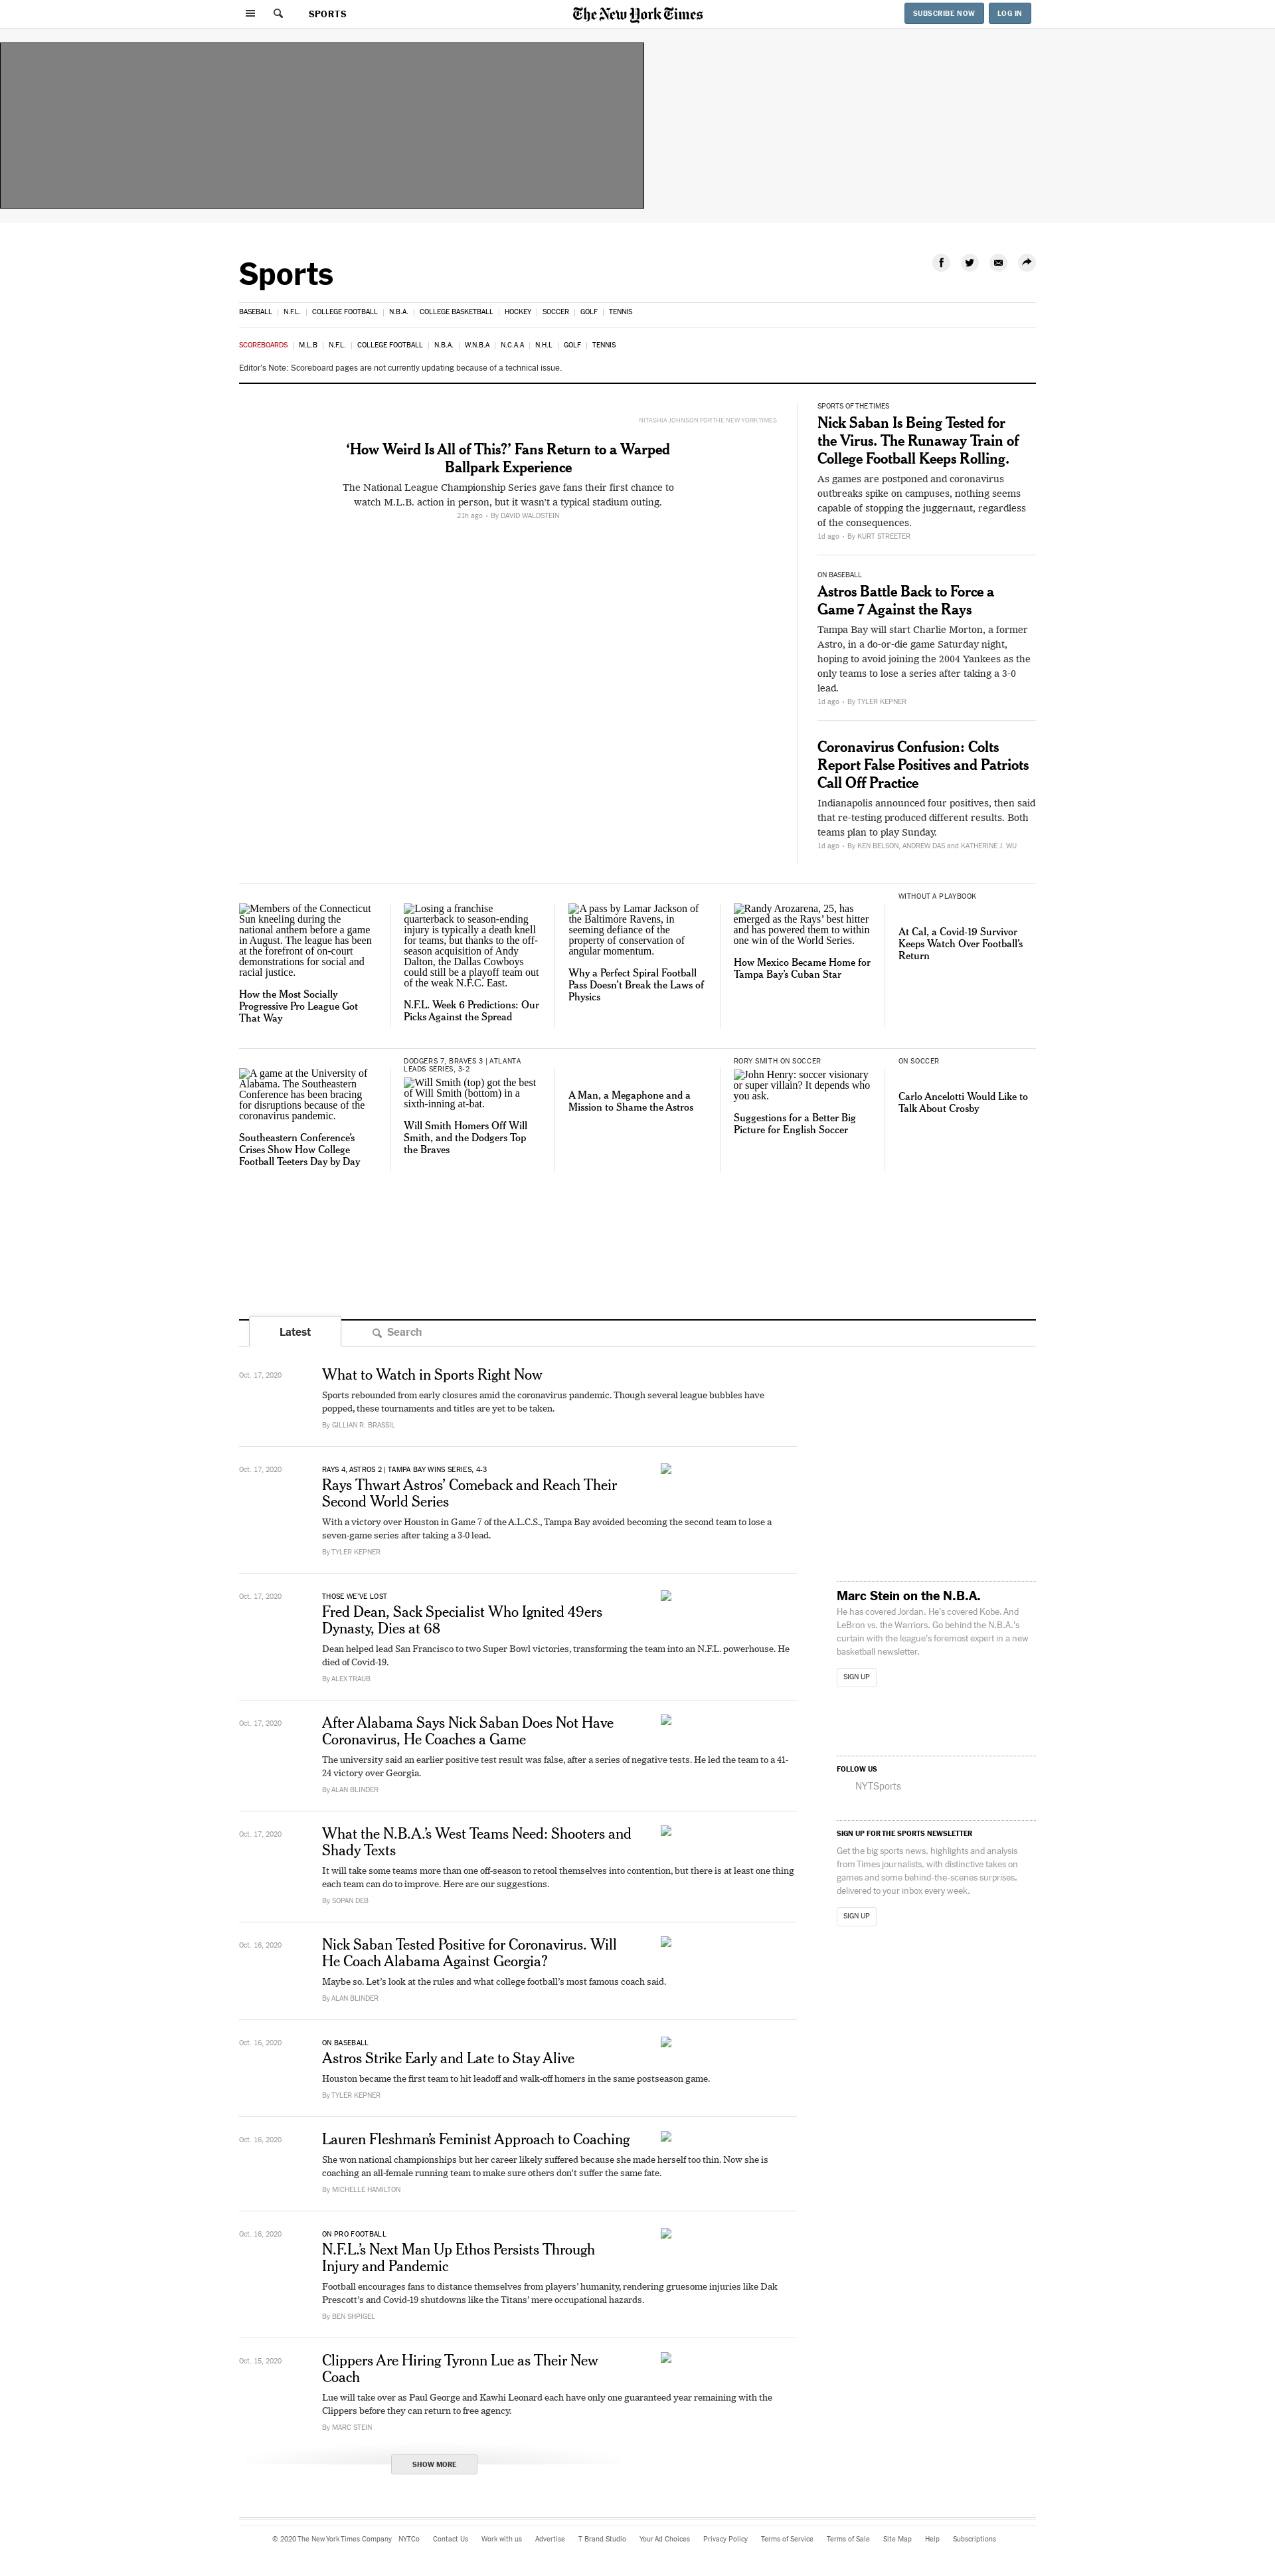 SPORTS
The New York Times
SUBSCRIBE NOW
LOG IN
Sports
BASEBALL | N.F.L. | COLLEGE FOOTBALL | N.B.A. | COLLEGE BASKETBALL | HOCKEY | SOCCER | GOLF | TENNIS
SCOREBOARDS | M.L.B | N.F.L. | COLLEGE FOOTBALL | N.B.A. | W.N.B.A | N.C.A.A | N.H.L | GOLF | TENNIS
Editor's Note: Scoreboard pages are not currently updating because of a technical issue.
NITASHIA JOHNSON FOR THE NEW YORK TIMES
‘How Weird Is All of This?’ Fans Return to a Warped
Ballpark Experience
The National League Championship Series gave fans their first chance to
watch M.L.B. action in person, but it wasn’t a typical stadium outing.
21h ago • By DAVID WALDSTEIN
SPORTS OF THE TIMES
Nick Saban Is Being Tested for
the Virus. The Runaway Train of
College Football Keeps Rolling.
As games are postponed and coronavirus
outbreaks spike on campuses, nothing seems
capable of stopping the juggernaut, regardless
of the consequences.
1d ago • By KURT STREETER
ON BASEBALL
Astros Battle Back to Force a
Game 7 Against the Rays
Tampa Bay will start Charlie Morton, a former
Astro, in a do-or-die game Saturday night,
hoping to avoid joining the 2004 Yankees as the
only teams to lose a series after taking a 3-0
lead.
1d ago • By TYLER KEPNER
Coronavirus Confusion: Colts
Report False Positives and Patriots
Call Off Practice
Indianapolis announced four positives, then said
that re-testing produced different results. Both
teams plan to play Sunday.
1d ago • By KEN BELSON, ANDREW DAS and KATHERINE J. WU
Members of the Connecticut
Sun kneeling during the
national anthem before a game
in August. The league has been
at the forefront of on-court
demonstrations for social and
racial justice.
How the Most Socially
Progressive Pro League Got
That Way
Losing a franchise
quarterback to season-ending
injury is typically a death knell
for teams, but thanks to the off-
season acquisition of Andy
Dalton, the Dallas Cowboys
could still be a playoff team out
of the weak N.F.C. East.
N.F.L. Week 6 Predictions: Our
Picks Against the Spread
A pass by Lamar Jackson of
the Baltimore Ravens, in
seeming defiance of the
property of conservation of
angular momentum.
Why a Perfect Spiral Football
Pass Doesn’t Break the Laws of
Physics
Randy Arozarena, 25, has
emerged as the Rays’ best hitter
and has powered them to within
one win of the World Series.
How Mexico Became Home for
Tampa Bay’s Cuban Star
WITHOUT A PLAYBOOK
At Cal, a Covid-19 Survivor
Keeps Watch Over Football’s
Return
A game at the University of
Alabama. The Southeastern
Conference has been bracing
for disruptions because of the
coronavirus pandemic.
Southeastern Conference’s
Crises Show How College
Football Teeters Day by Day
DODGERS 7, BRAVES 3 | ATLANTA
LEADS SERIES, 3-2
Will Smith (top) got the best
of Will Smith (bottom) in a
sixth-inning at-bat.
Will Smith Homers Off Will
Smith, and the Dodgers Top
the Braves
A Man, a Megaphone and a
Mission to Shame the Astros
RORY SMITH ON SOCCER
John Henry: soccer visionary
or super villain? It depends who
you ask.
Suggestions for a Better Big
Picture for English Soccer
ON SOCCER
Carlo Ancelotti Would Like to
Talk About Crosby
Latest
Search
Oct. 17, 2020
What to Watch in Sports Right Now
Sports rebounded from early closures amid the coronavirus pandemic. Though several league bubbles have
popped, these tournaments and titles are yet to be taken.
By GILLIAN R. BRASSIL
Oct. 17, 2020
RAYS 4, ASTROS 2 | TAMPA BAY WINS SERIES, 4-3
Rays Thwart Astros’ Comeback and Reach Their
Second World Series
With a victory over Houston in Game 7 of the A.L.C.S., Tampa Bay avoided becoming the second team to lose a
seven-game series after taking a 3-0 lead.
By TYLER KEPNER
Oct. 17, 2020
THOSE WE’VE LOST
Fred Dean, Sack Specialist Who Ignited 49ers
Dynasty, Dies at 68
Dean helped lead San Francisco to two Super Bowl victories, transforming the team into an N.F.L. powerhouse. He
died of Covid-19.
By ALEX TRAUB
Oct. 17, 2020
After Alabama Says Nick Saban Does Not Have
Coronavirus, He Coaches a Game
The university said an earlier positive test result was false, after a series of negative tests. He led the team to a 41-
24 victory over Georgia.
By ALAN BLINDER
Oct. 17, 2020
What the N.B.A.’s West Teams Need: Shooters and
Shady Texts
It will take some teams more than one off-season to retool themselves into contention, but there is at least one thing
each team can do to improve. Here are our suggestions.
By SOPAN DEB
Oct. 16, 2020
Nick Saban Tested Positive for Coronavirus. Will
He Coach Alabama Against Georgia?
Maybe so. Let’s look at the rules and what college football’s most famous coach said.
By ALAN BLINDER
Oct. 16, 2020
ON BASEBALL
Astros Strike Early and Late to Stay Alive
Houston became the first team to hit leadoff and walk-off homers in the same postseason game.
By TYLER KEPNER
Oct. 16, 2020
Lauren Fleshman’s Feminist Approach to Coaching
She won national championships but her career likely suffered because she made herself too thin. Now she is
coaching an all-female running team to make sure others don’t suffer the same fate.
By MICHELLE HAMILTON
Oct. 16, 2020
ON PRO FOOTBALL
N.F.L.’s Next Man Up Ethos Persists Through
Injury and Pandemic
Football encourages fans to distance themselves from players’ humanity, rendering gruesome injuries like Dak
Prescott’s and Covid-19 shutdowns like the Titans’ mere occupational hazards.
By BEN SHPIGEL
Oct. 15, 2020
Clippers Are Hiring Tyronn Lue as Their New
Coach
Lue will take over as Paul George and Kawhi Leonard each have only one guaranteed year remaining with the
Clippers before they can return to free agency.
By MARC STEIN
SHOW MORE
Marc Stein on the N.B.A.
He has covered Jordan. He’s covered Kobe. And
LeBron vs. the Warriors. Go behind the N.B.A.’s
curtain with the league’s foremost expert in a new
basketball newsletter.
SIGN UP
FOLLOW US
NYTSports
SIGN UP FOR THE SPORTS NEWSLETTER
Get the big sports news, highlights and analysis
from Times journalists, with distinctive takes on
games and some behind-the-scenes surprises,
delivered to your inbox every week.
SIGN UP
© 2020 The New York Times Company NYTCo Contact Us Work with us Advertise T Brand Studio Your Ad Choices Privacy Policy Terms of Service Terms of Sale Site Map Help Subscriptions